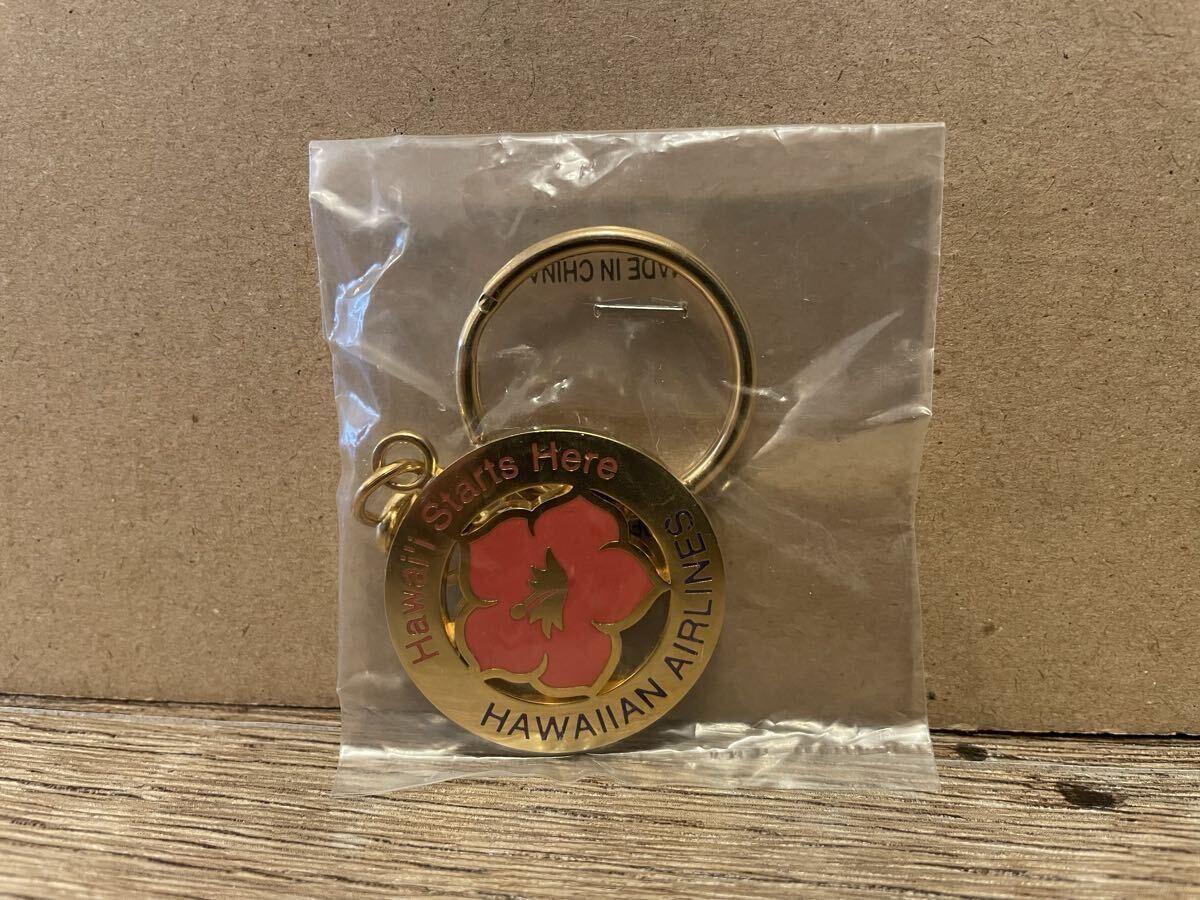 MADE IN CHINA
Hawai'i Starts Here
HAWAIIAN AIRLINES